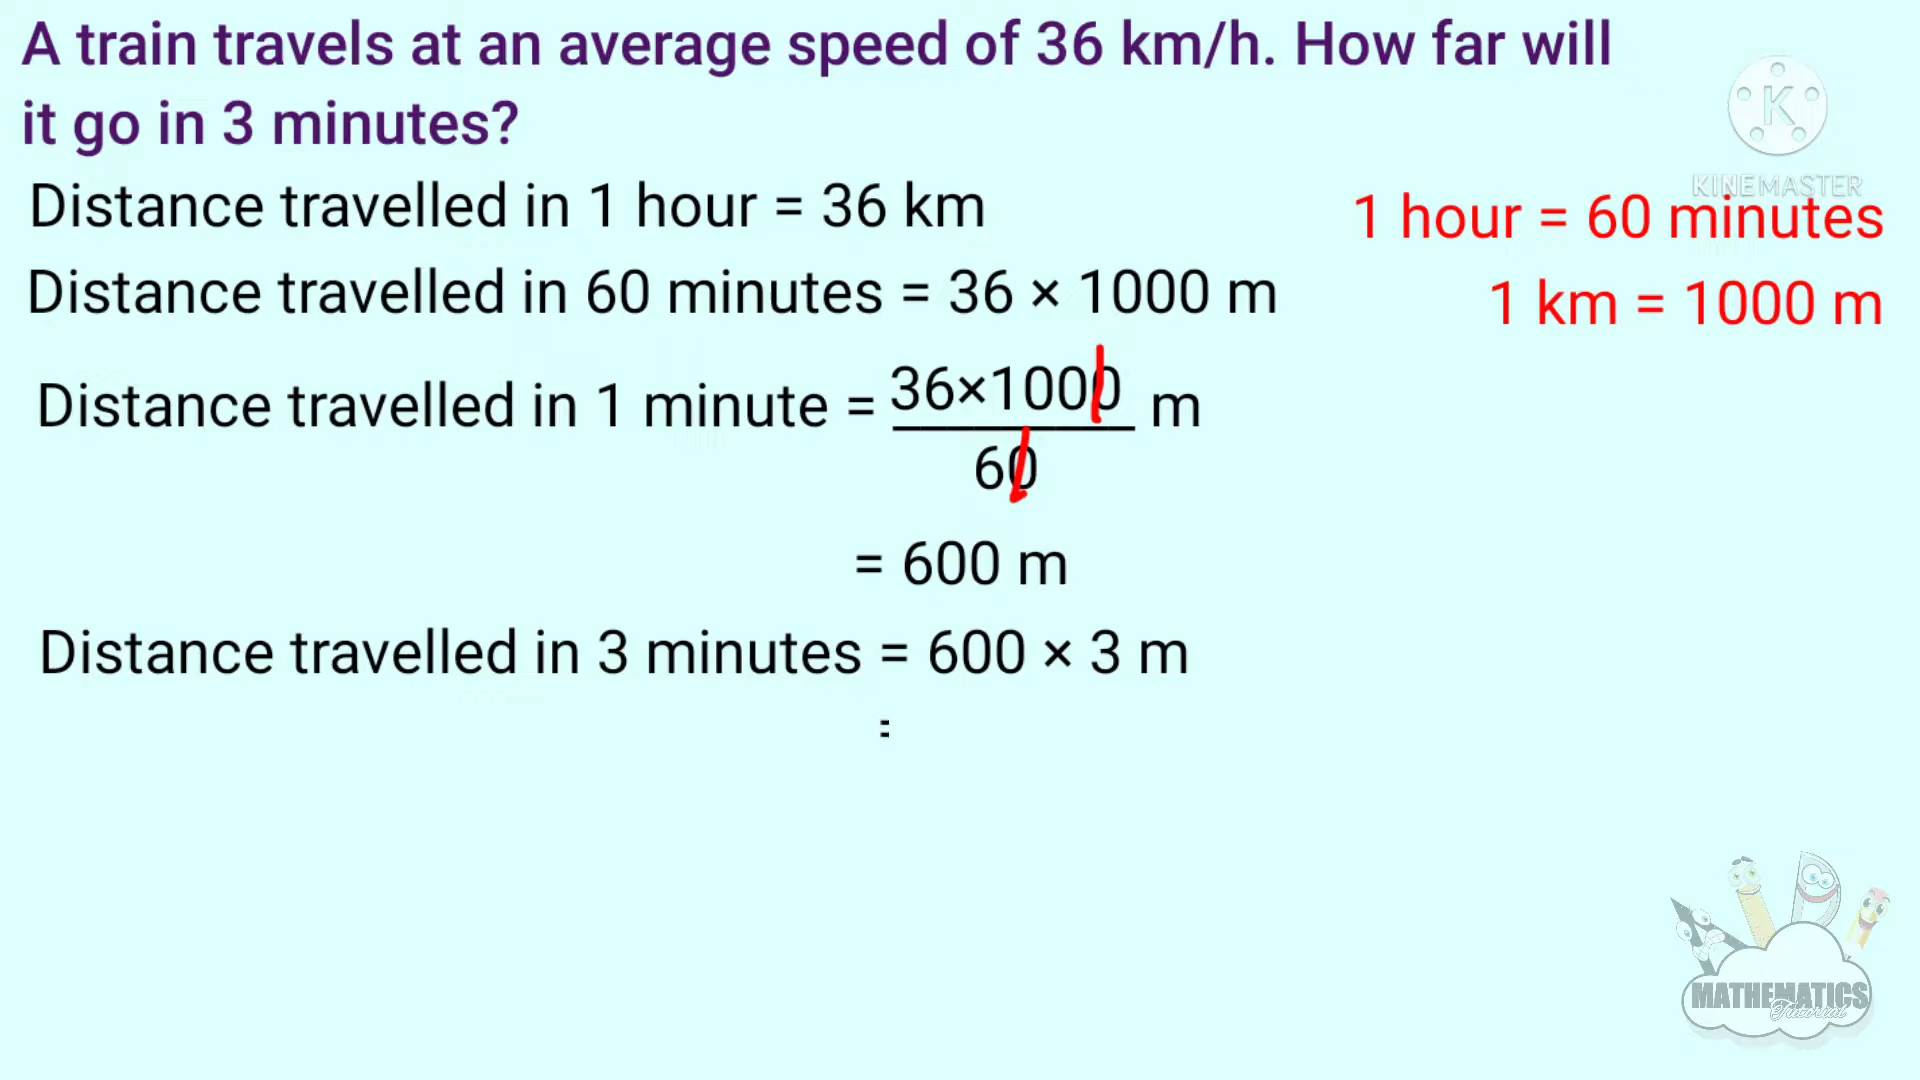 A train travels at an average speed of 36 km/h. How far will
it go in 3 minutes?
K
KINEMASTER
Distance travelled in 1 hour = 36 km
1 hour = 60 minutes
Distance travelled in 60 minutes = 36 × 1000 m
1 km = 1000 m
Distance travelled in 1 minute = 36×1000 m
60
= 600 m
Distance travelled in 3 minutes = 600 × 3 m
=
MATHEMATICS
Tutorial